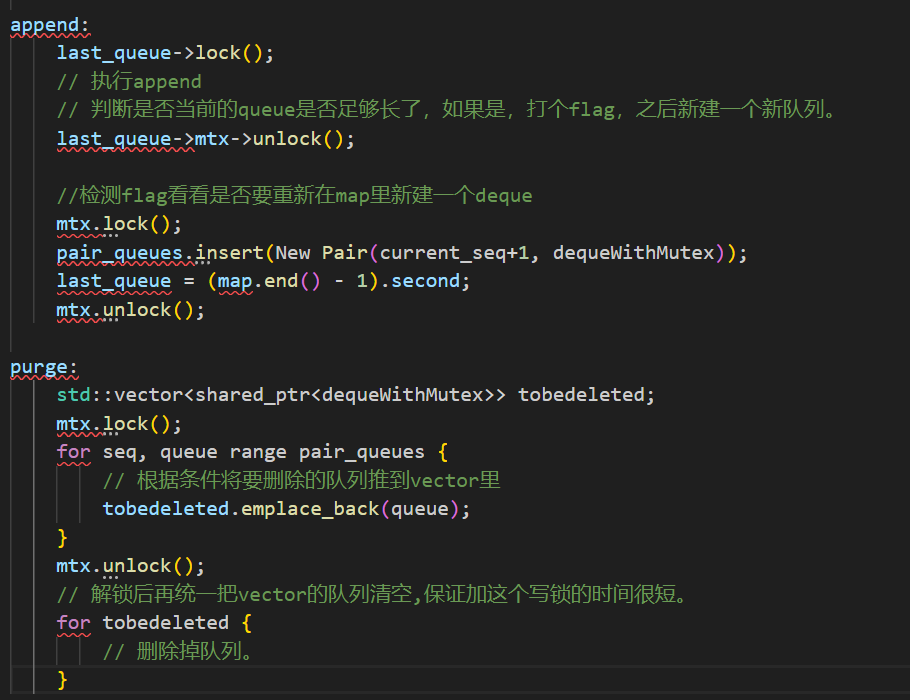 append:
last_queue->lock();
// 执行append
// 判断是否当前的queue是否足够长了，如果是，打个flag，之后新建一个新队列。
last_queue->mtx->unlock();
//检测flag看看是否要重新在map里新建一个deque
mtx.lock();
pair_queues.insert(New Pair(current_seq+1, dequeWithMutex));
last_queue = (map.end() - 1).second;
mtx.unlock();
purge:
std::vector<shared_ptr<dequeWithMutex>> tobedeleted;
mtx.lock();
for seq, queue range pair_queues {
// 根据条件将要删除的队列推到vector里
tobedeleted.emplace_back(queue);
}
mtx.unlock();
// 解锁后再统一把vector的队列清空,保证加这个写锁的时间很短。
for tobedeleted {
// 删除掉队列。
}